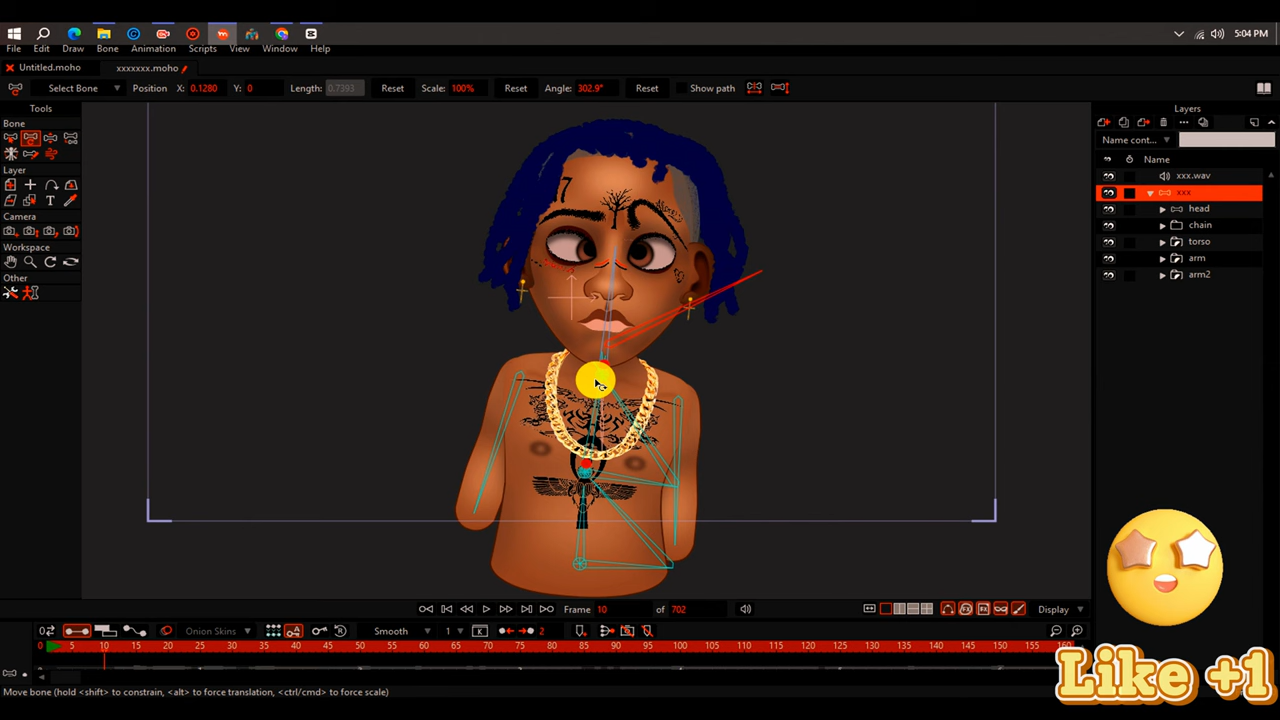 5:04 PM
File Edit Draw Bone Animation Scripts View Window Help
Untitled.moho xxxxxxx.moho
Select Bone Position X: 0.1280 Y: 0 Length: 0.7393 Reset Scale: 100% Reset Angle: 302.9° Reset Show path
Tools
Bone
Layer
Camera
Workspace
Other
Layers
Name cont...
Name
xxx.wav
xxx
head
chain
torso
arm
arm2
7
Frame 10 of 702 Display
Onion Skins Smooth 1 2
0 5 10 15 20 25 30 35 40 45 50 55 60 65 70 75 80 85 90 95 100 105 110 115 120 125 130 135 140 145 150 155 160
Move bone (hold <shift> to constrain, <alt> to force translation, <ctrl/cmd> to force scale)
Like +1